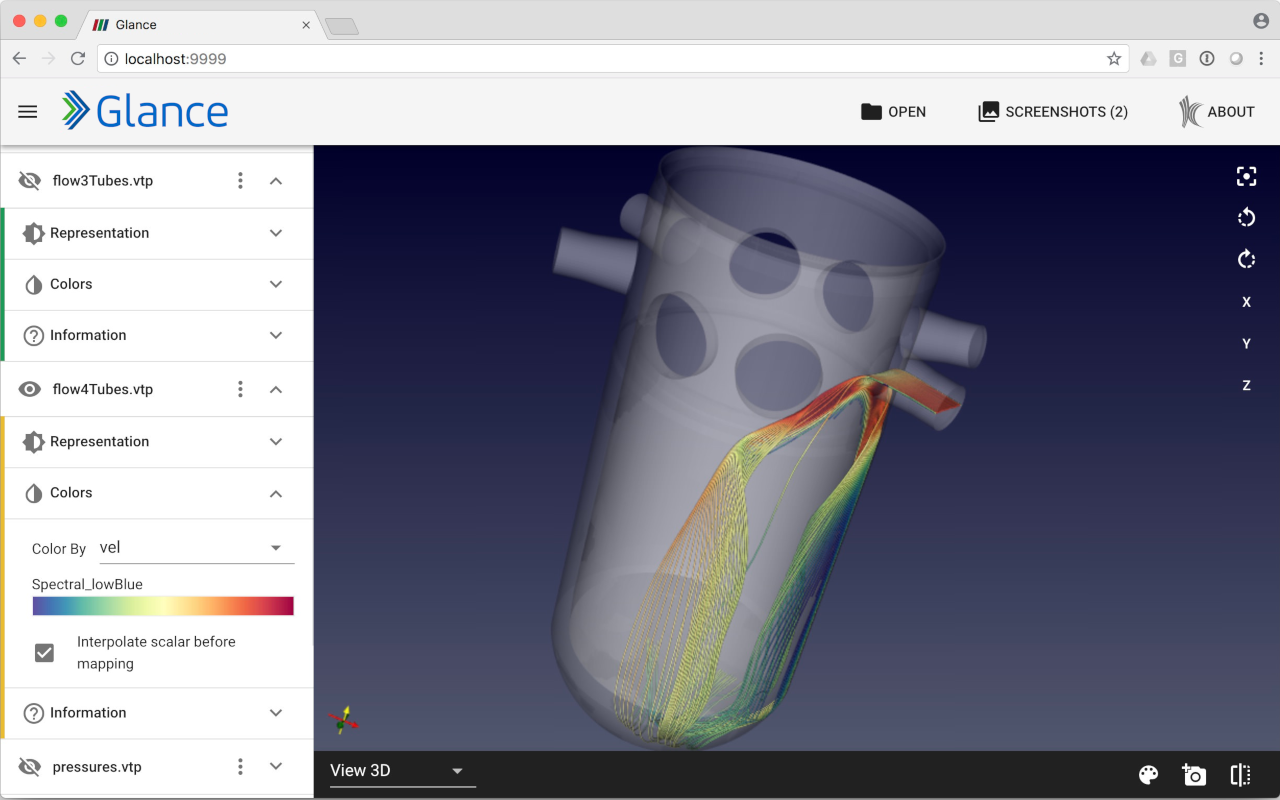 Glance
localhost:9999
Glance
OPEN
SCREENSHOTS (2)
ABOUT
flow3Tubes.vtp
Representation
Colors
Information
flow4Tubes.vtp
Representation
Colors
Color By vel
Spectral_lowBlue
Interpolate scalar before
mapping
Information
pressures.vtp
X
Y
Z
View 3D